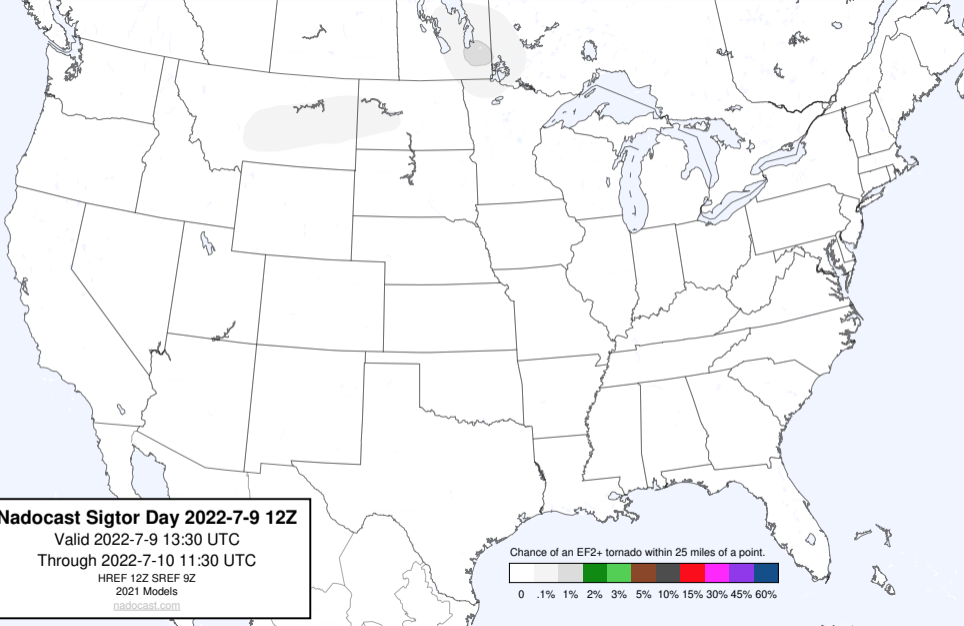 Nadocast Sigtor Day 2022-7-9 12Z
Valid 2022-7-9 13:30 UTC
Through 2022-7-10 11:30 UTC
HREF 12Z SREF 9Z
2021 Models
nadocast.com
Chance of an EF2+ tornado within 25 miles of a point.
0 .1% 1% 2% 3% 5% 10% 15% 30% 45% 60%